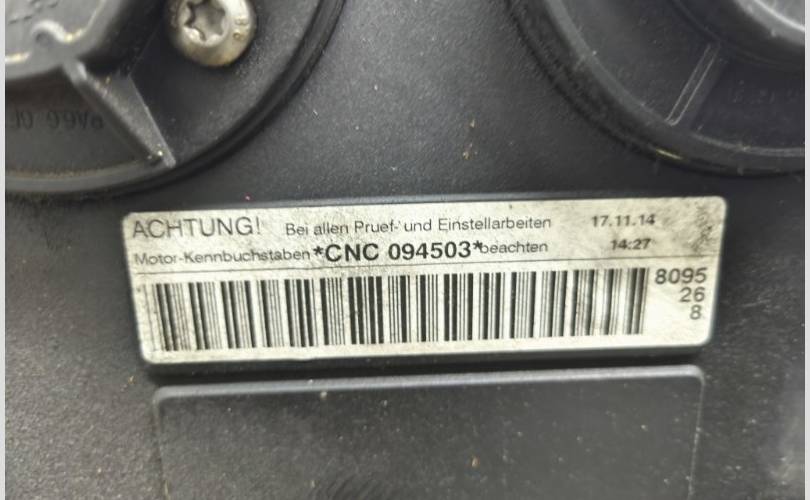 ACHTUNG! Bei allen Pruef- und Einstellarbeiten 17.11.14
Motor-Kennbuchstaben *CNC 094503* beachten 14:27
8095
26
8